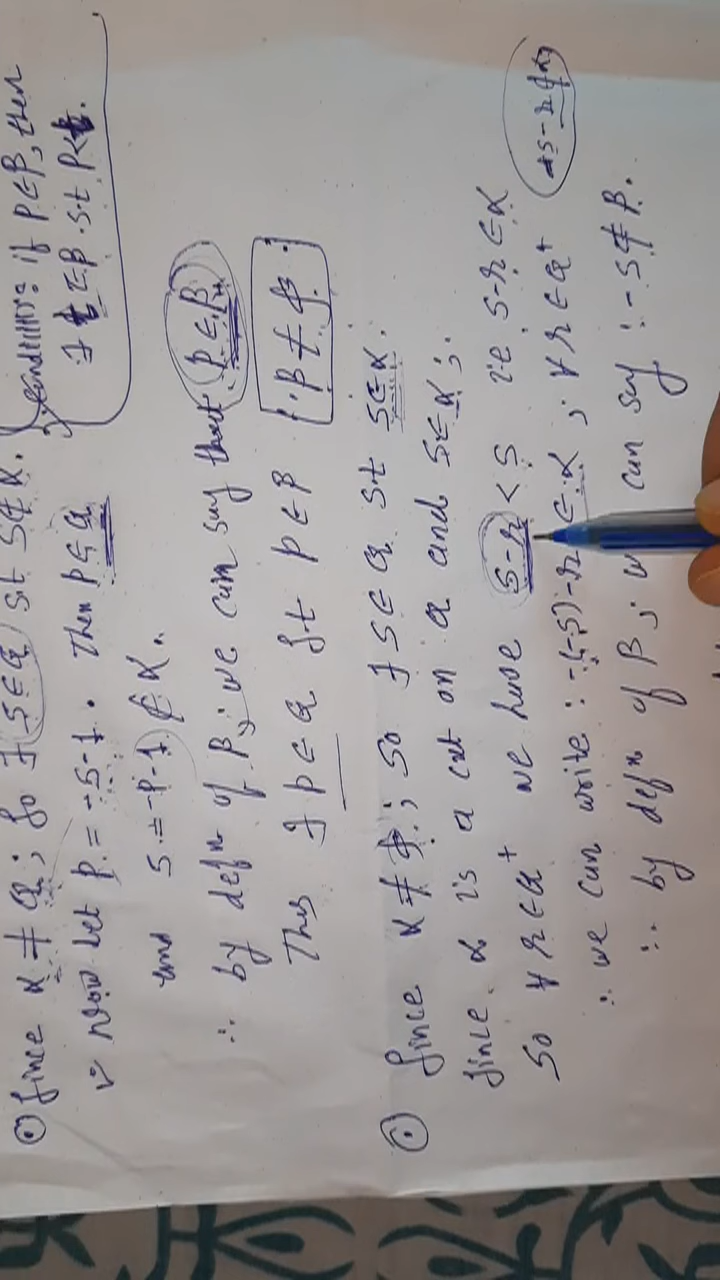 Since α ≠ Q; So ∃ S∈Q st S∉α.
Now let p = -S-1. Then p∈Q
and S = -p-1 ∉ α.
∴ by defn of β, we can say that p∈β
Thus ∃ p∈Q st p∈β {∴ β ≠ ϕ.}
Condition: if p∈β, then
∃ t∈β st p<t.
Since α ≠ ϕ; So ∃ S∈Q st S∈α.
Since α is a cut on Q and S∈α;
So ∀ r∈Q+ we have S-r < S i.e S-r∈α
S-r ∉ α
∴ we can write :- -(-S)-r ∈ α, ∀ r∈Q+
∴ by defn of β; can say :- -S∉β.